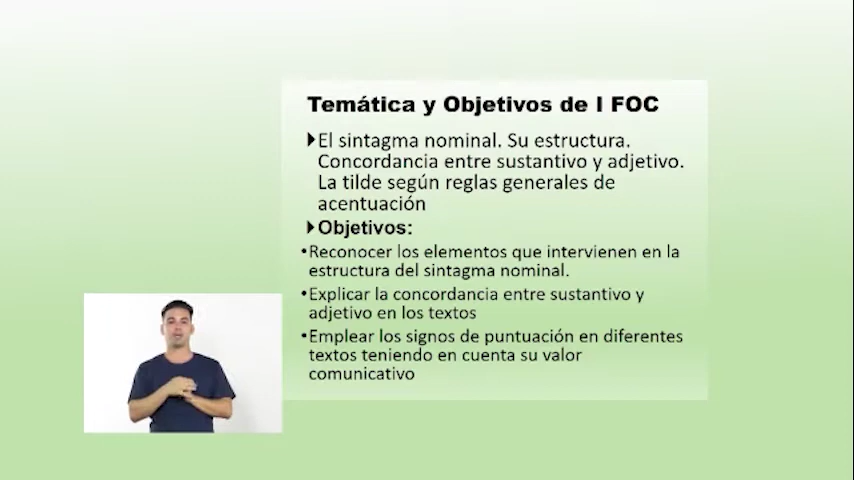 Temática y Objetivos de I FOC
El sintagma nominal. Su estructura.
Concordancia entre sustantivo y adjetivo.
La tilde según reglas generales de
acentuación
Objetivos:
•Reconocer los elementos que intervienen en la
estructura del sintagma nominal.
•Explicar la concordancia entre sustantivo y
adjetivo en los textos
•Emplear los signos de puntuación en diferentes
textos teniendo en cuenta su valor
comunicativo